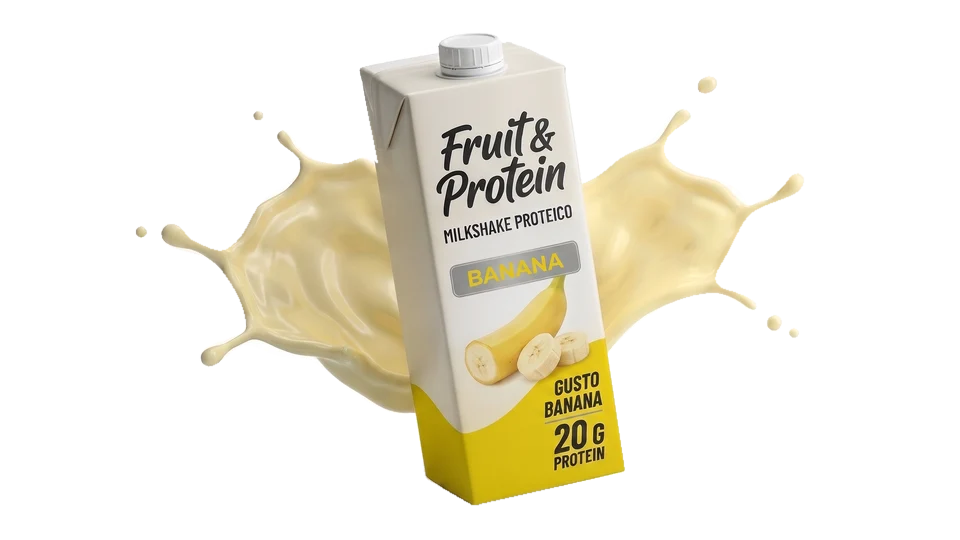 Fruit &
Protein
MILKSHAKE PROTEICO
BANANA
GUSTO
BANANA
20 G
PROTEIN